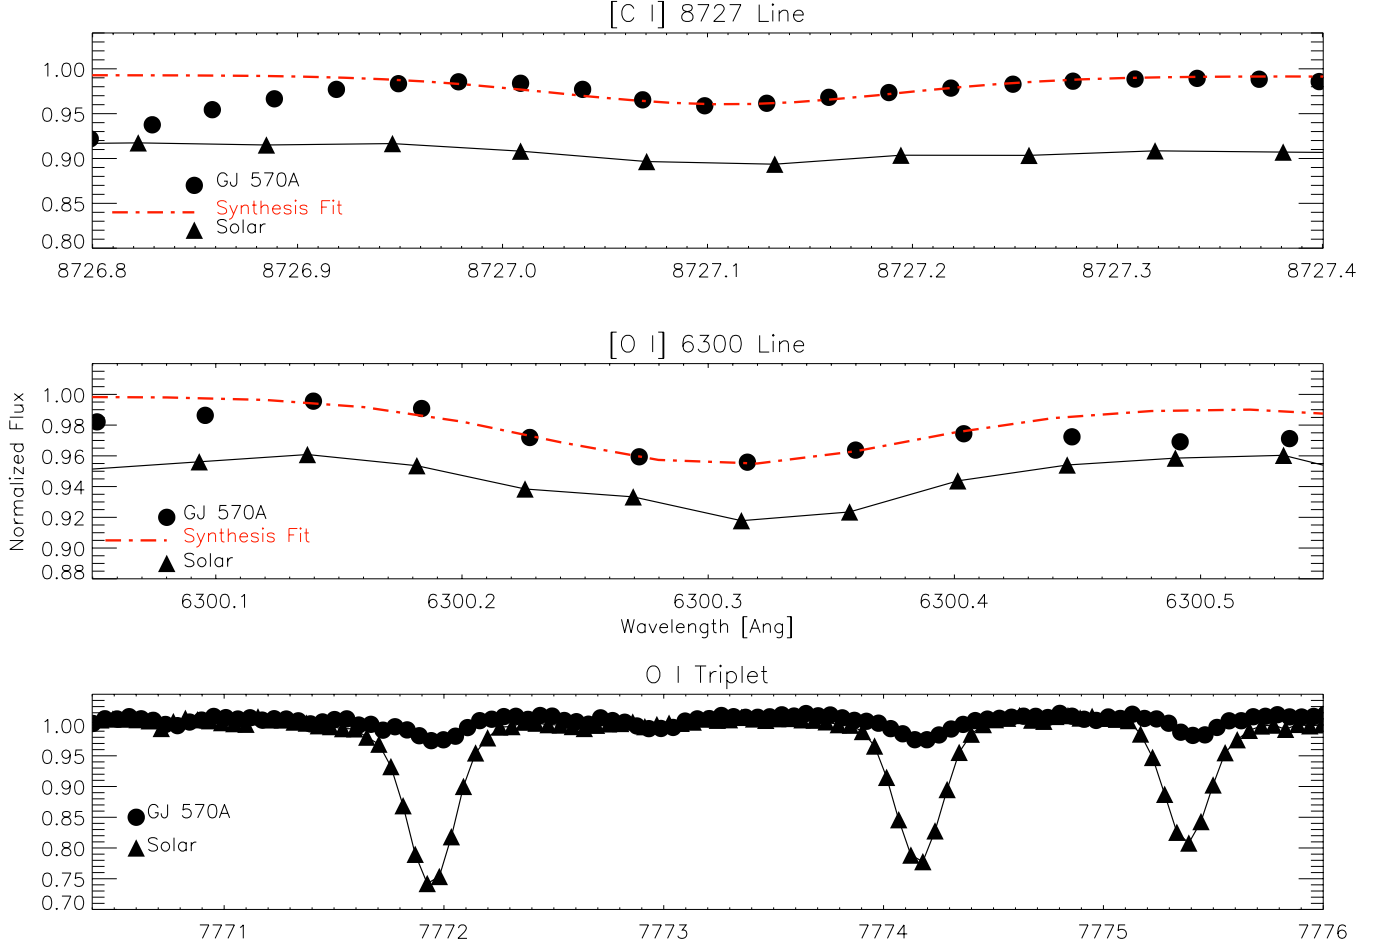 [C I] 8727 Line
1.00
0.95
0.90
0.85
0.80
GJ 570A
Synthesis Fit
Solar
8726.8 8726.9 8727.0 8727.1 8727.2 8727.3 8727.4
[O I] 6300 Line
Normalized Flux
1.00
0.98
0.96
0.94
0.92
0.90
0.88
GJ 570A
Synthesis Fit
Solar
6300.1 6300.2 6300.3 6300.4 6300.5
Wavelength [Ang]
O I Triplet
1.00
0.95
0.90
0.85
0.80
0.75
0.70
GJ 570A
Solar
7771 7772 7773 7774 7775 7776